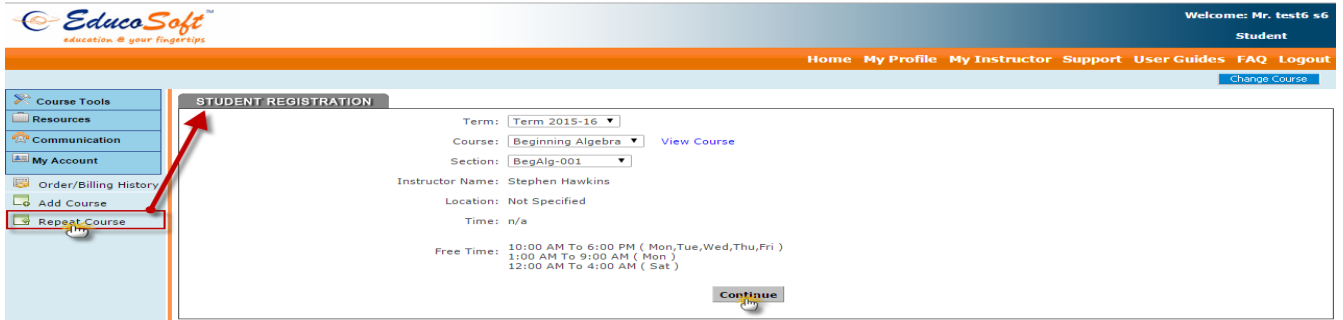 EducoSoft™
education @ your fingertips
Welcome: Mr. test6 s6
Student
Home My Profile My Instructor Support User Guides FAQ Logout
Change Course
Course Tools
Resources
Communication
My Account
Order/Billing History
Add Course
Repeat Course
STUDENT REGISTRATION
Term: Term 2015-16
Course: Beginning Algebra View Course
Section: BegAlg-001
Instructor Name: Stephen Hawkins
Location: Not Specified
Time: n/a
Free Time: 10:00 AM To 6:00 PM ( Mon,Tue,Wed,Thu,Fri )
1:00 AM To 9:00 AM ( Mon )
12:00 AM To 4:00 AM ( Sat )
Continue